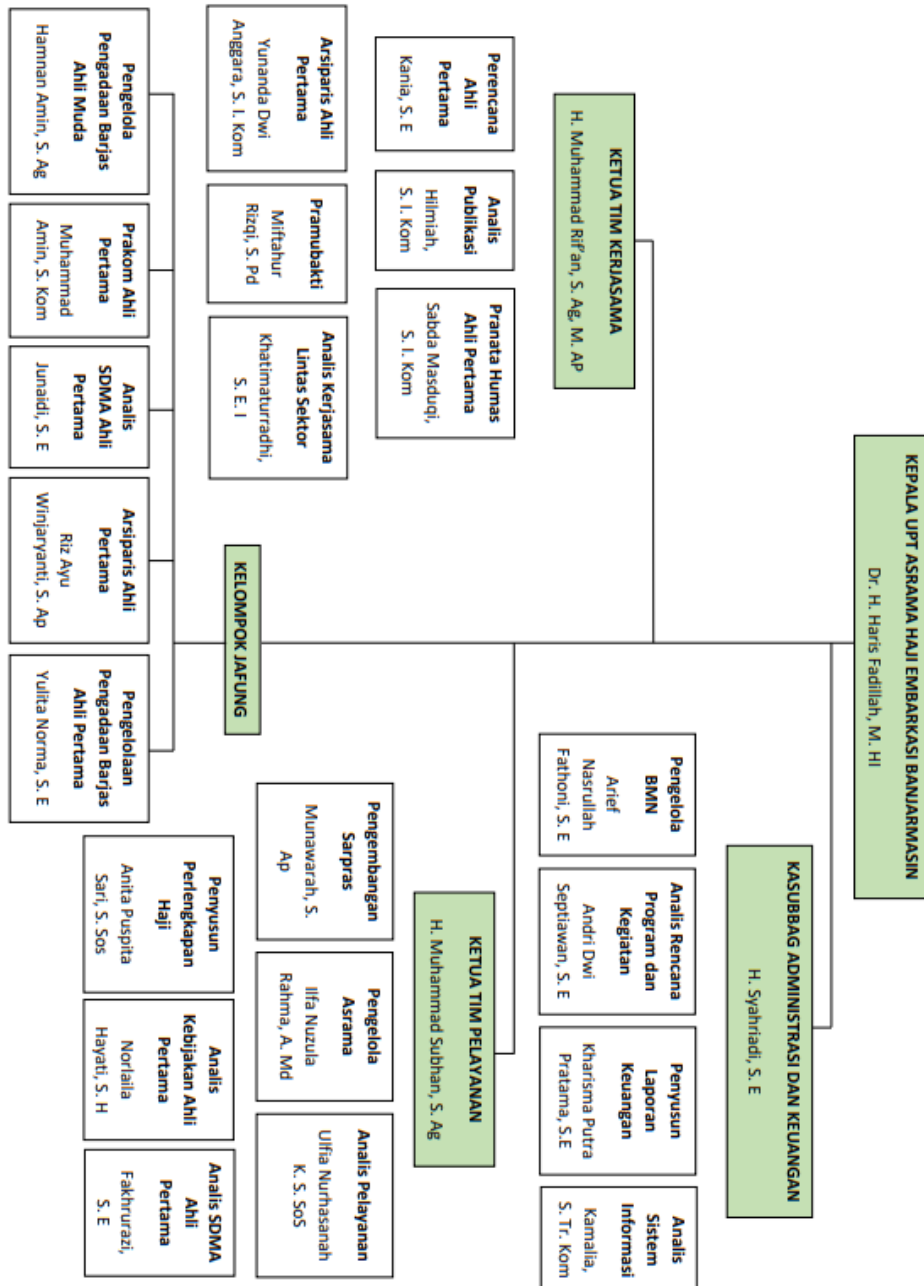 KEPALA UPT ASRAMA HAJI EMBARKASI BANJARMASIN
Dr. H. Haris Fadillah, M. HI
KASUBBAG ADMINISTRASI DAN KEUANGAN
H. Syahriadi, S. E
KETUA TIM KERJASAMA
H. Muhammad Rif'an, S. Ag, M. AP
Pengelola
BMN
Arief
Nasrullah
Fathoni, S. E
Analis Rencana
Program dan
Kegiatan
Andri Dwi
Septiawan, S. E
Penyusun
Laporan
Keuangan
Kharisma Putra
Pratama, S.E
Analis
Sistem
Informasi
Kamalia,
S. Tr. Kom
Perencana
Ahli
Pertama
Kania, S. E
Analis
Publikasi
Hilmiah,
S. I. Kom
Pranata Humas
Ahli Pertama
Sabda Masduqi,
S. I. Kom
KETUA TIM PELAYANAN
H. Muhammad Subhan, S. Ag
Arsiparis Ahli
Pertama
Yunanda Dwi
Anggara, S. I. Kom
Pramubakti
Miftahur
Rizqi, S. Pd
Analis Kerjasama
Lintas Sektor
Khatimaturradhi,
S. E. I
Pengembangan
Sarpras
Munawarah, S.
Ap
Pengelola
Asrama
Ilfa Nuzula
Rahma, A. Md
Analis Pelayanan
Ulfia Nurhasanah
K. S. SoS
KELOMPOK JAFUNG
Penyusun
Perlengkapan
Haji
Anita Puspita
Sari, S. Sos
Analis
Kebijakan Ahli
Pertama
Norlaila
Hayati, S. H
Analis SDMA
Ahli
Pertama
Fakhrurazi,
S. E
Pengelola
Pengadaan Barjas
Ahli Muda
Hamnan Amin, S. Ag
Prakom Ahli
Pertama
Muhammad
Amin, S. Kom
Analis
SDMA Ahli
Pertama
Junaidi, S. E
Arsiparis Ahli
Pertama
Riz Ayu
Winjaryanti, S. Ap
Pengelolaan
Pengadaan Barjas
Ahli Pertama
Yulita Norma, S. E